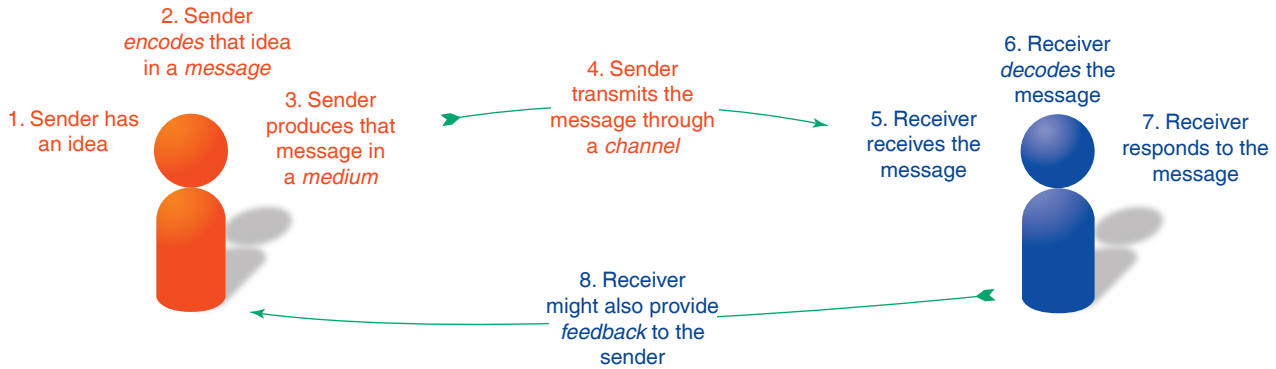 1. Sender has
an idea
2. Sender
encodes that idea
in a message
3. Sender
produces that
message in
a medium
4. Sender
transmits the
message through
a channel
5. Receiver
receives the
message
6. Receiver
decodes the
message
7. Receiver
responds to the
message
8. Receiver
might also provide
feedback to the
sender